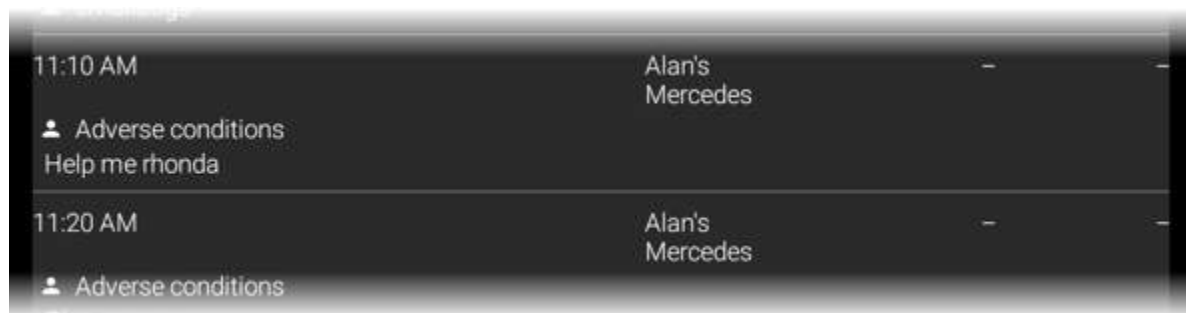 11:10 AM Alan's – –
Mercedes
Adverse conditions
Help me rhonda
11:20 AM Alan's – –
Mercedes
Adverse conditions